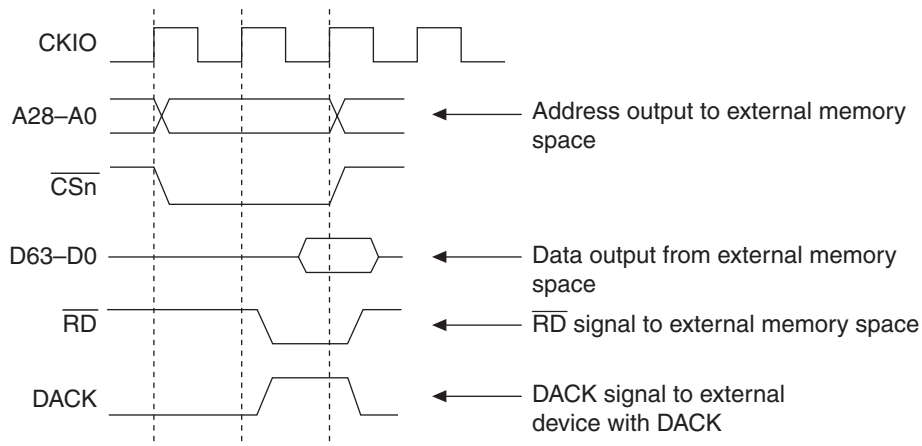 CKIO
A28–A0
Address output to external memory
space
CSn
D63–D0
Data output from external memory
space
RD
RD signal to external memory space
DACK
DACK signal to external
device with DACK